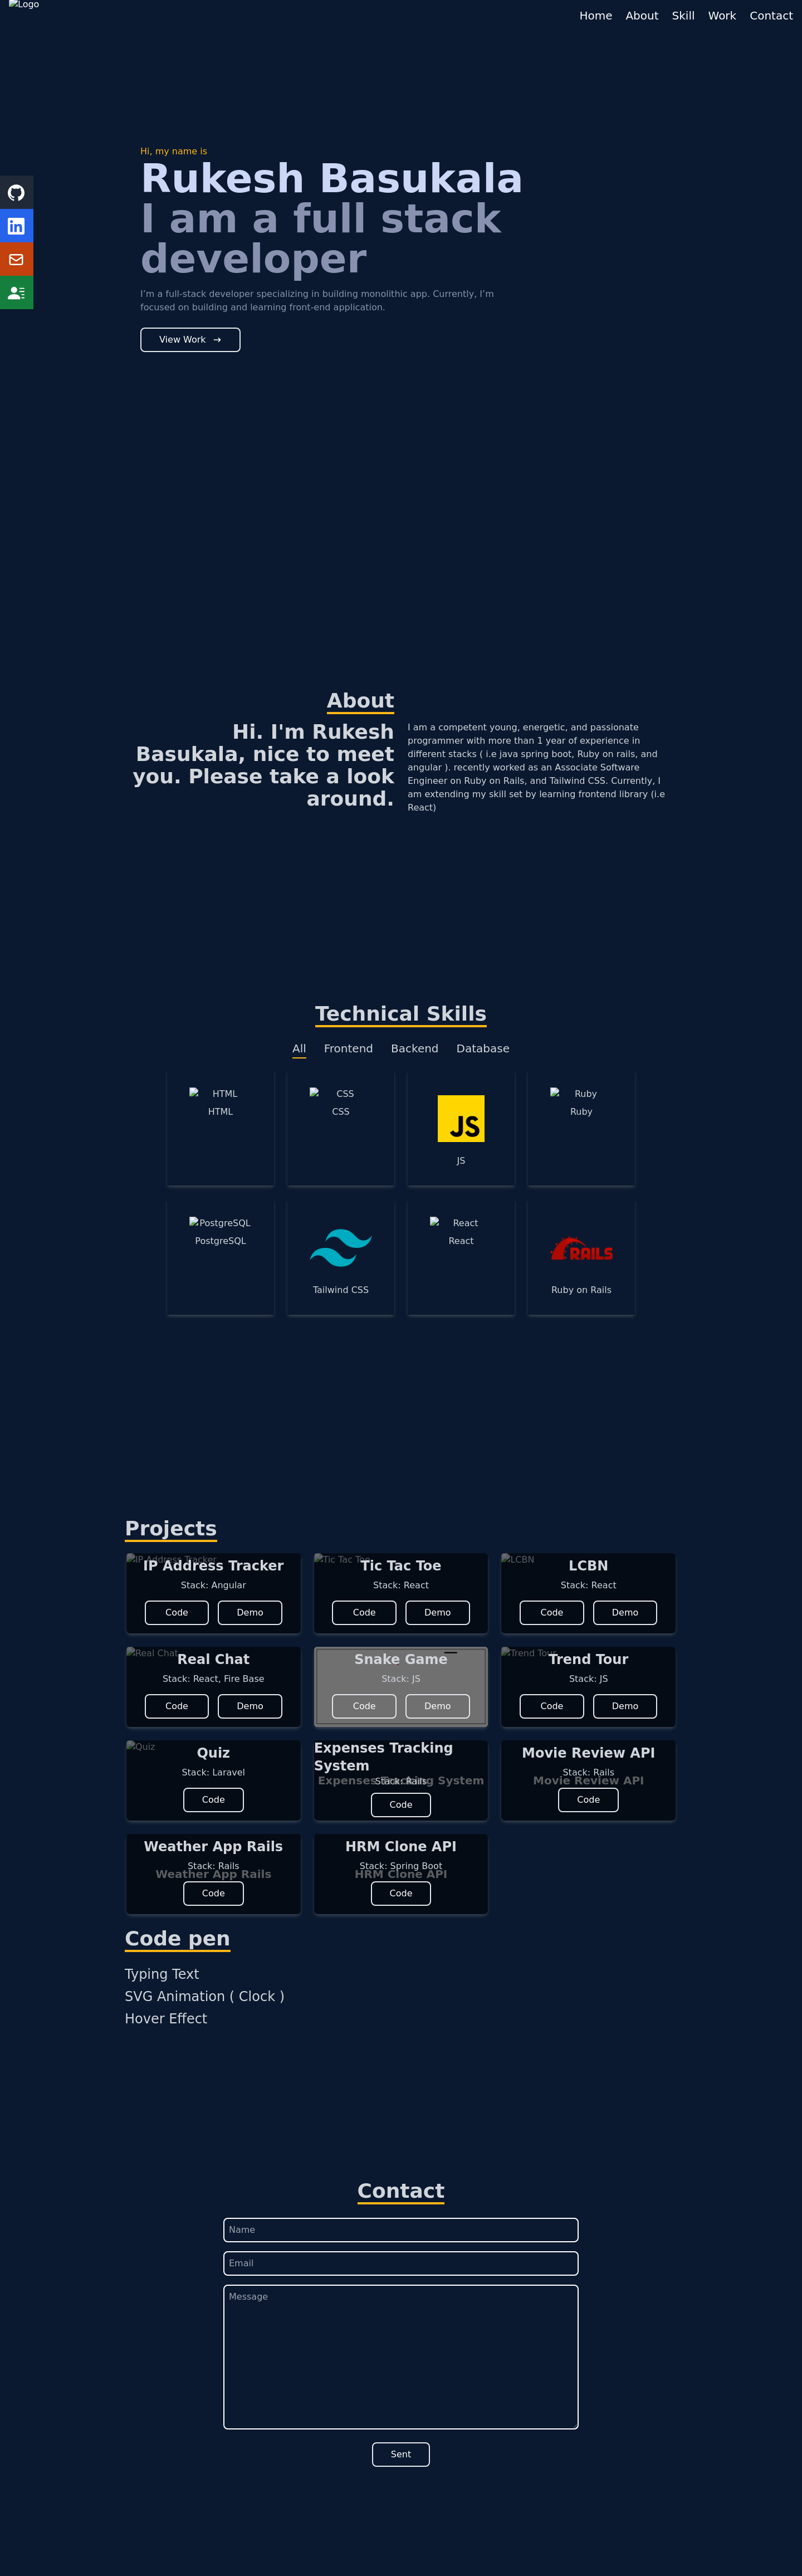 Logo
Home About Skill Work Contact
Hi, my name is
Rukesh Basukala
I am a full stack
developer
I'm a full-stack developer specializing in building monolithic app. Currently, I'm
focused on building and learning front-end application.
View Work →
About
Hi. I'm Rukesh
Basukala, nice to meet
you. Please take a look
around.
I am a competent young, energetic, and passionate
programmer with more than 1 year of experience in
different stacks ( i.e java spring boot, Ruby on rails, and
angular ). recently worked as an Associate Software
Engineer on Ruby on Rails, and Tailwind CSS. Currently, I
am extending my skill set by learning frontend library (i.e
React)
Technical Skills
All Frontend Backend Database
HTML
HTML
CSS
CSS
JS
JS
Ruby
Ruby
PostgreSQL
PostgreSQL
Tailwind CSS
React
React
RAILS
Ruby on Rails
Projects
IP Address Tracker
IP Address Tracker
Stack: Angular
Code Demo
Tic Tac Toe
Tic Tac Toe
Stack: React
Code Demo
LCBN
LCBN
Stack: React
Code Demo
Real Chat
Real Chat
Stack: React, Fire Base
Code Demo
Snake Game
Stack: JS
Code Demo
Trend Tour
Trend Tour
Stack: JS
Code Demo
Quiz
Quiz
Stack: Laravel
Code
Expenses Tracking
System
Expenses Tracking System
Stack: Rails
Code
Movie Review API
Stack: Rails
Movie Review API
Code
Weather App Rails
Stack: Rails
Weather App Rails
Code
HRM Clone API
Stack: Spring Boot
HRM Clone API
Code
Code pen
Typing Text
SVG Animation ( Clock )
Hover Effect
Contact
Name
Email
Message
Sent